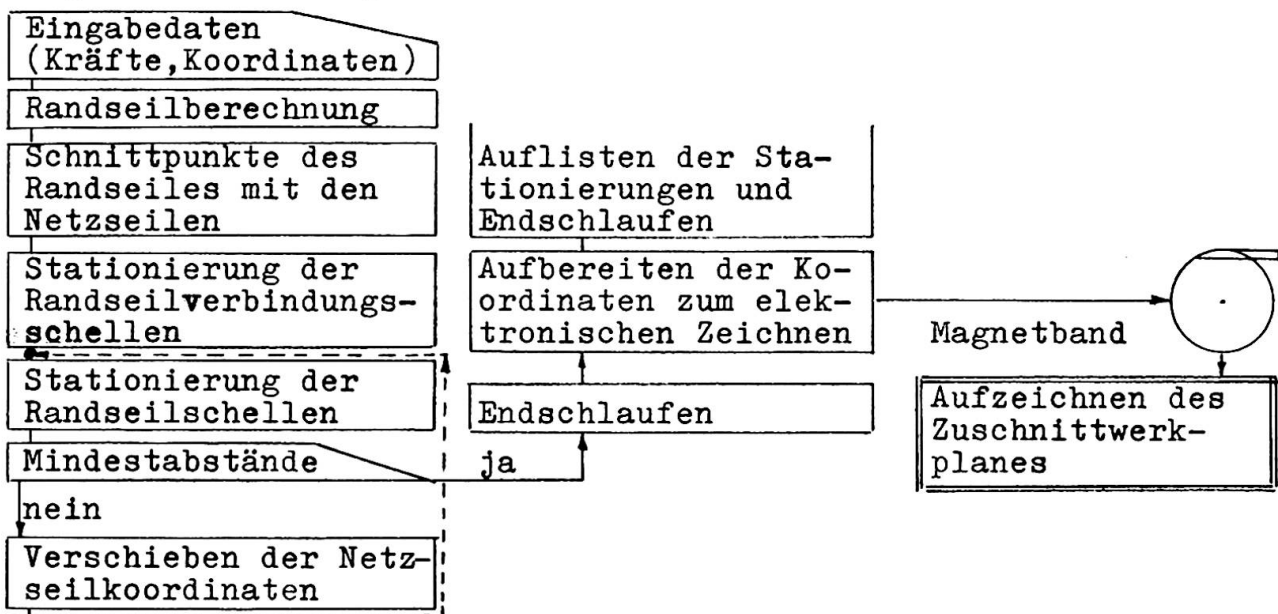 Eingabedaten
(Kräfte,Koordinaten)
Randseilberechnung
Schnittpunkte des
Randseiles mit den
Netzseilen
Stationierung der
Randseilverbindungs-
schellen
Stationierung der
Randseilschellen
Mindestabstände
nein
Verschieben der Netz-
seilkoordinaten
ja
Auflisten der Sta-
tionierungen und
Endschlaufen
Aufbereiten der Ko-
ordinaten zum elek-
tronischen Zeichnen
Endschlaufen
Magnetband
Aufzeichnen des
Zuschnittwerk-
planes